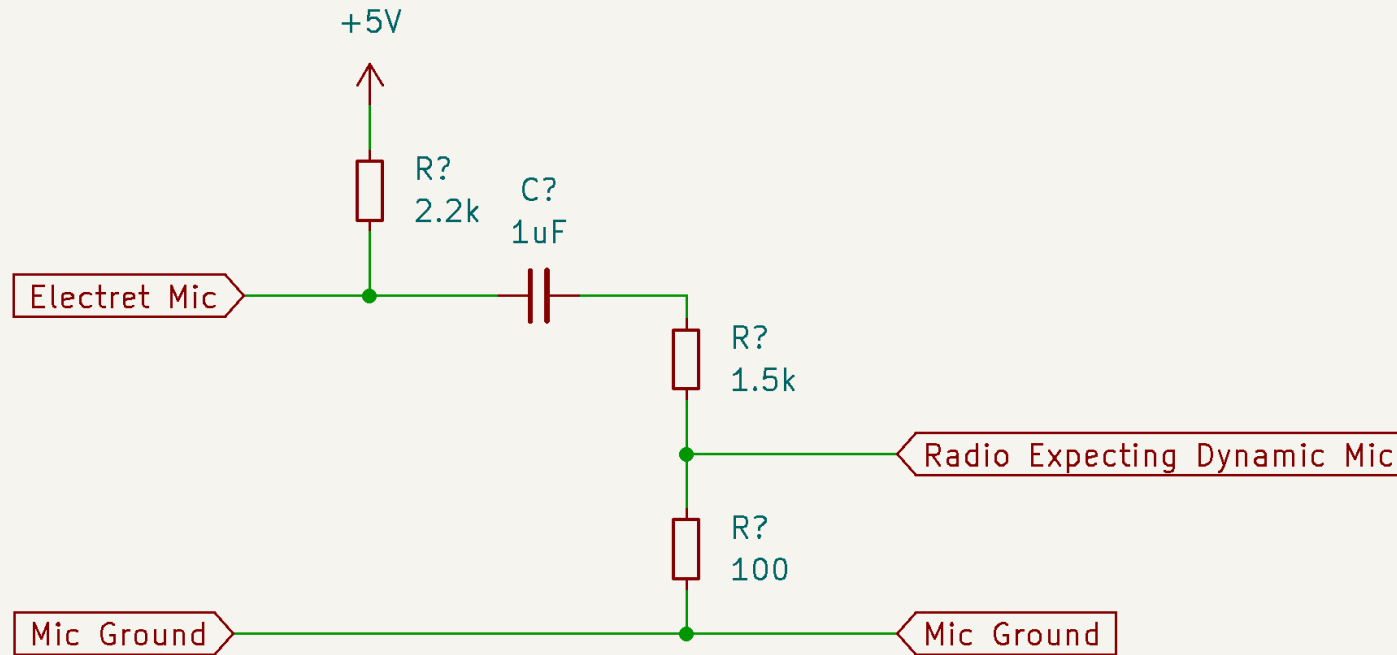 +5V
R?
2.2k
C?
1uF
Electret Mic
R?
1.5k
Radio Expecting Dynamic Mic
R?
100
Mic Ground
Mic Ground